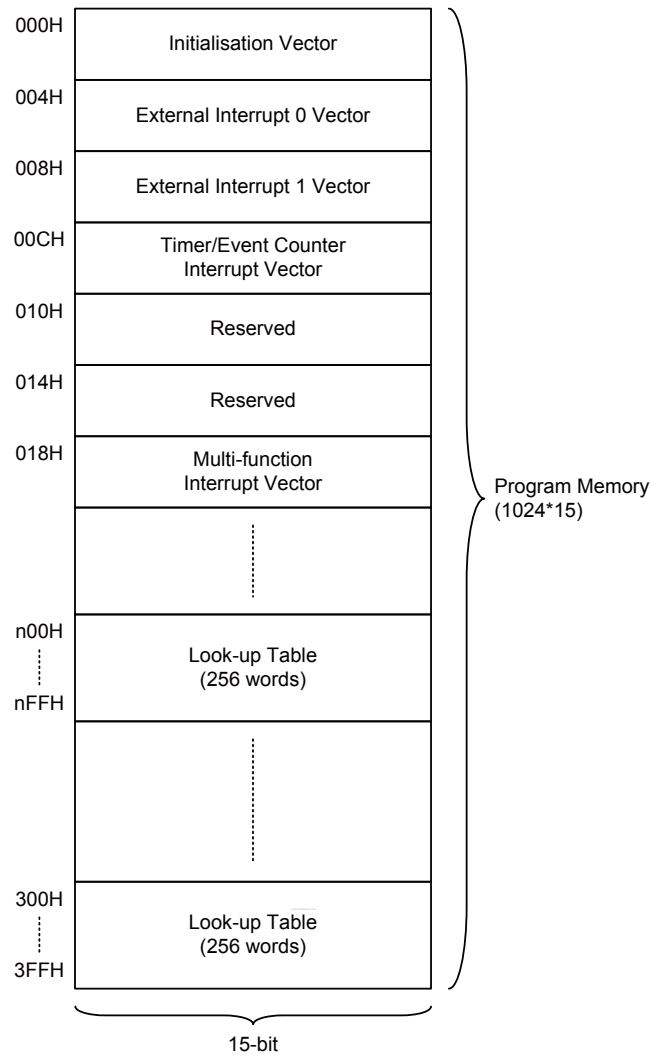 000H
Initialisation Vector
004H
External Interrupt 0 Vector
008H
External Interrupt 1 Vector
00CH
Timer/Event Counter
Interrupt Vector
010H
Reserved
014H
Reserved
018H
Multi-function
Interrupt Vector
Program Memory
(1024*15)
n00H
Look-up Table
(256 words)
nFFH
300H
Look-up Table
(256 words)
3FFH
15-bit